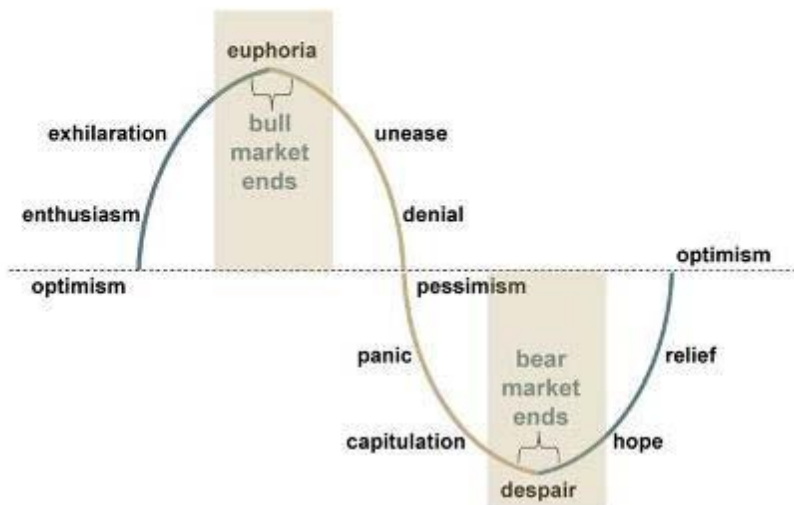 euphoria
exhilaration
bull
market
ends
unease
enthusiasm
denial
optimism
optimism
pessimism
panic
bear
market
ends
relief
capitulation
hope
despair